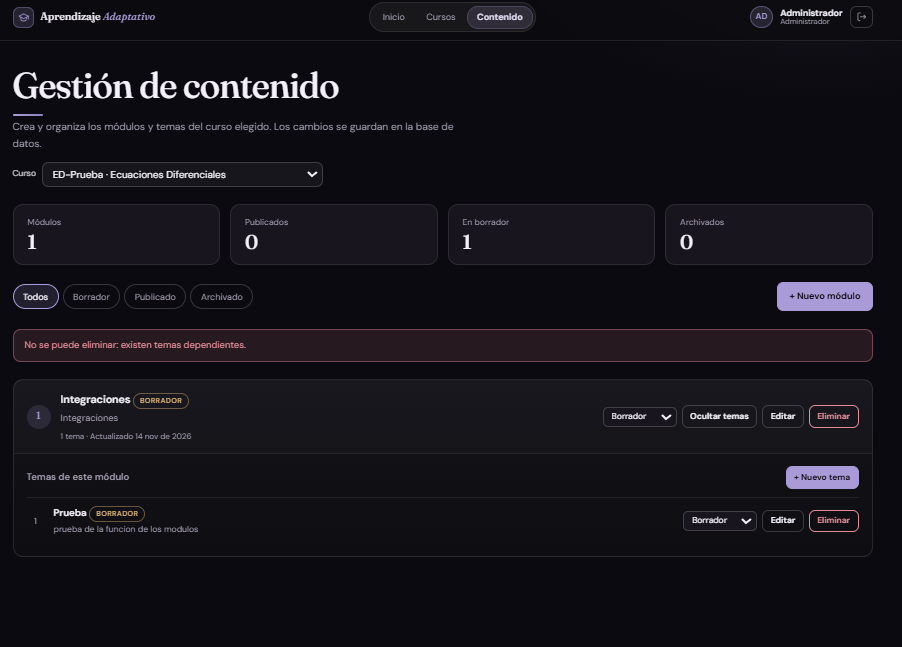 Aprendizaje Adaptativo
Inicio Cursos Contenido
AD Administrador
Administrador
Gestión de contenido
Crea y organiza los módulos y temas del curso elegido. Los cambios se guardan en la base de
datos.
Curso ED-Prueba · Ecuaciones Diferenciales
Módulos Publicados En borrador Archivados
1 0 1 0
Todos Borrador Publicado Archivado + Nuevo módulo
No se puede eliminar: existen temas dependientes.
1 Integraciones BORRADOR
Integraciones
1 tema · Actualizado 14 nov de 2026
Borrador Ocultar temas Editar Eliminar
Temas de este módulo + Nuevo tema
1 Prueba BORRADOR
prueba de la funcion de los modulos
Borrador Editar Eliminar